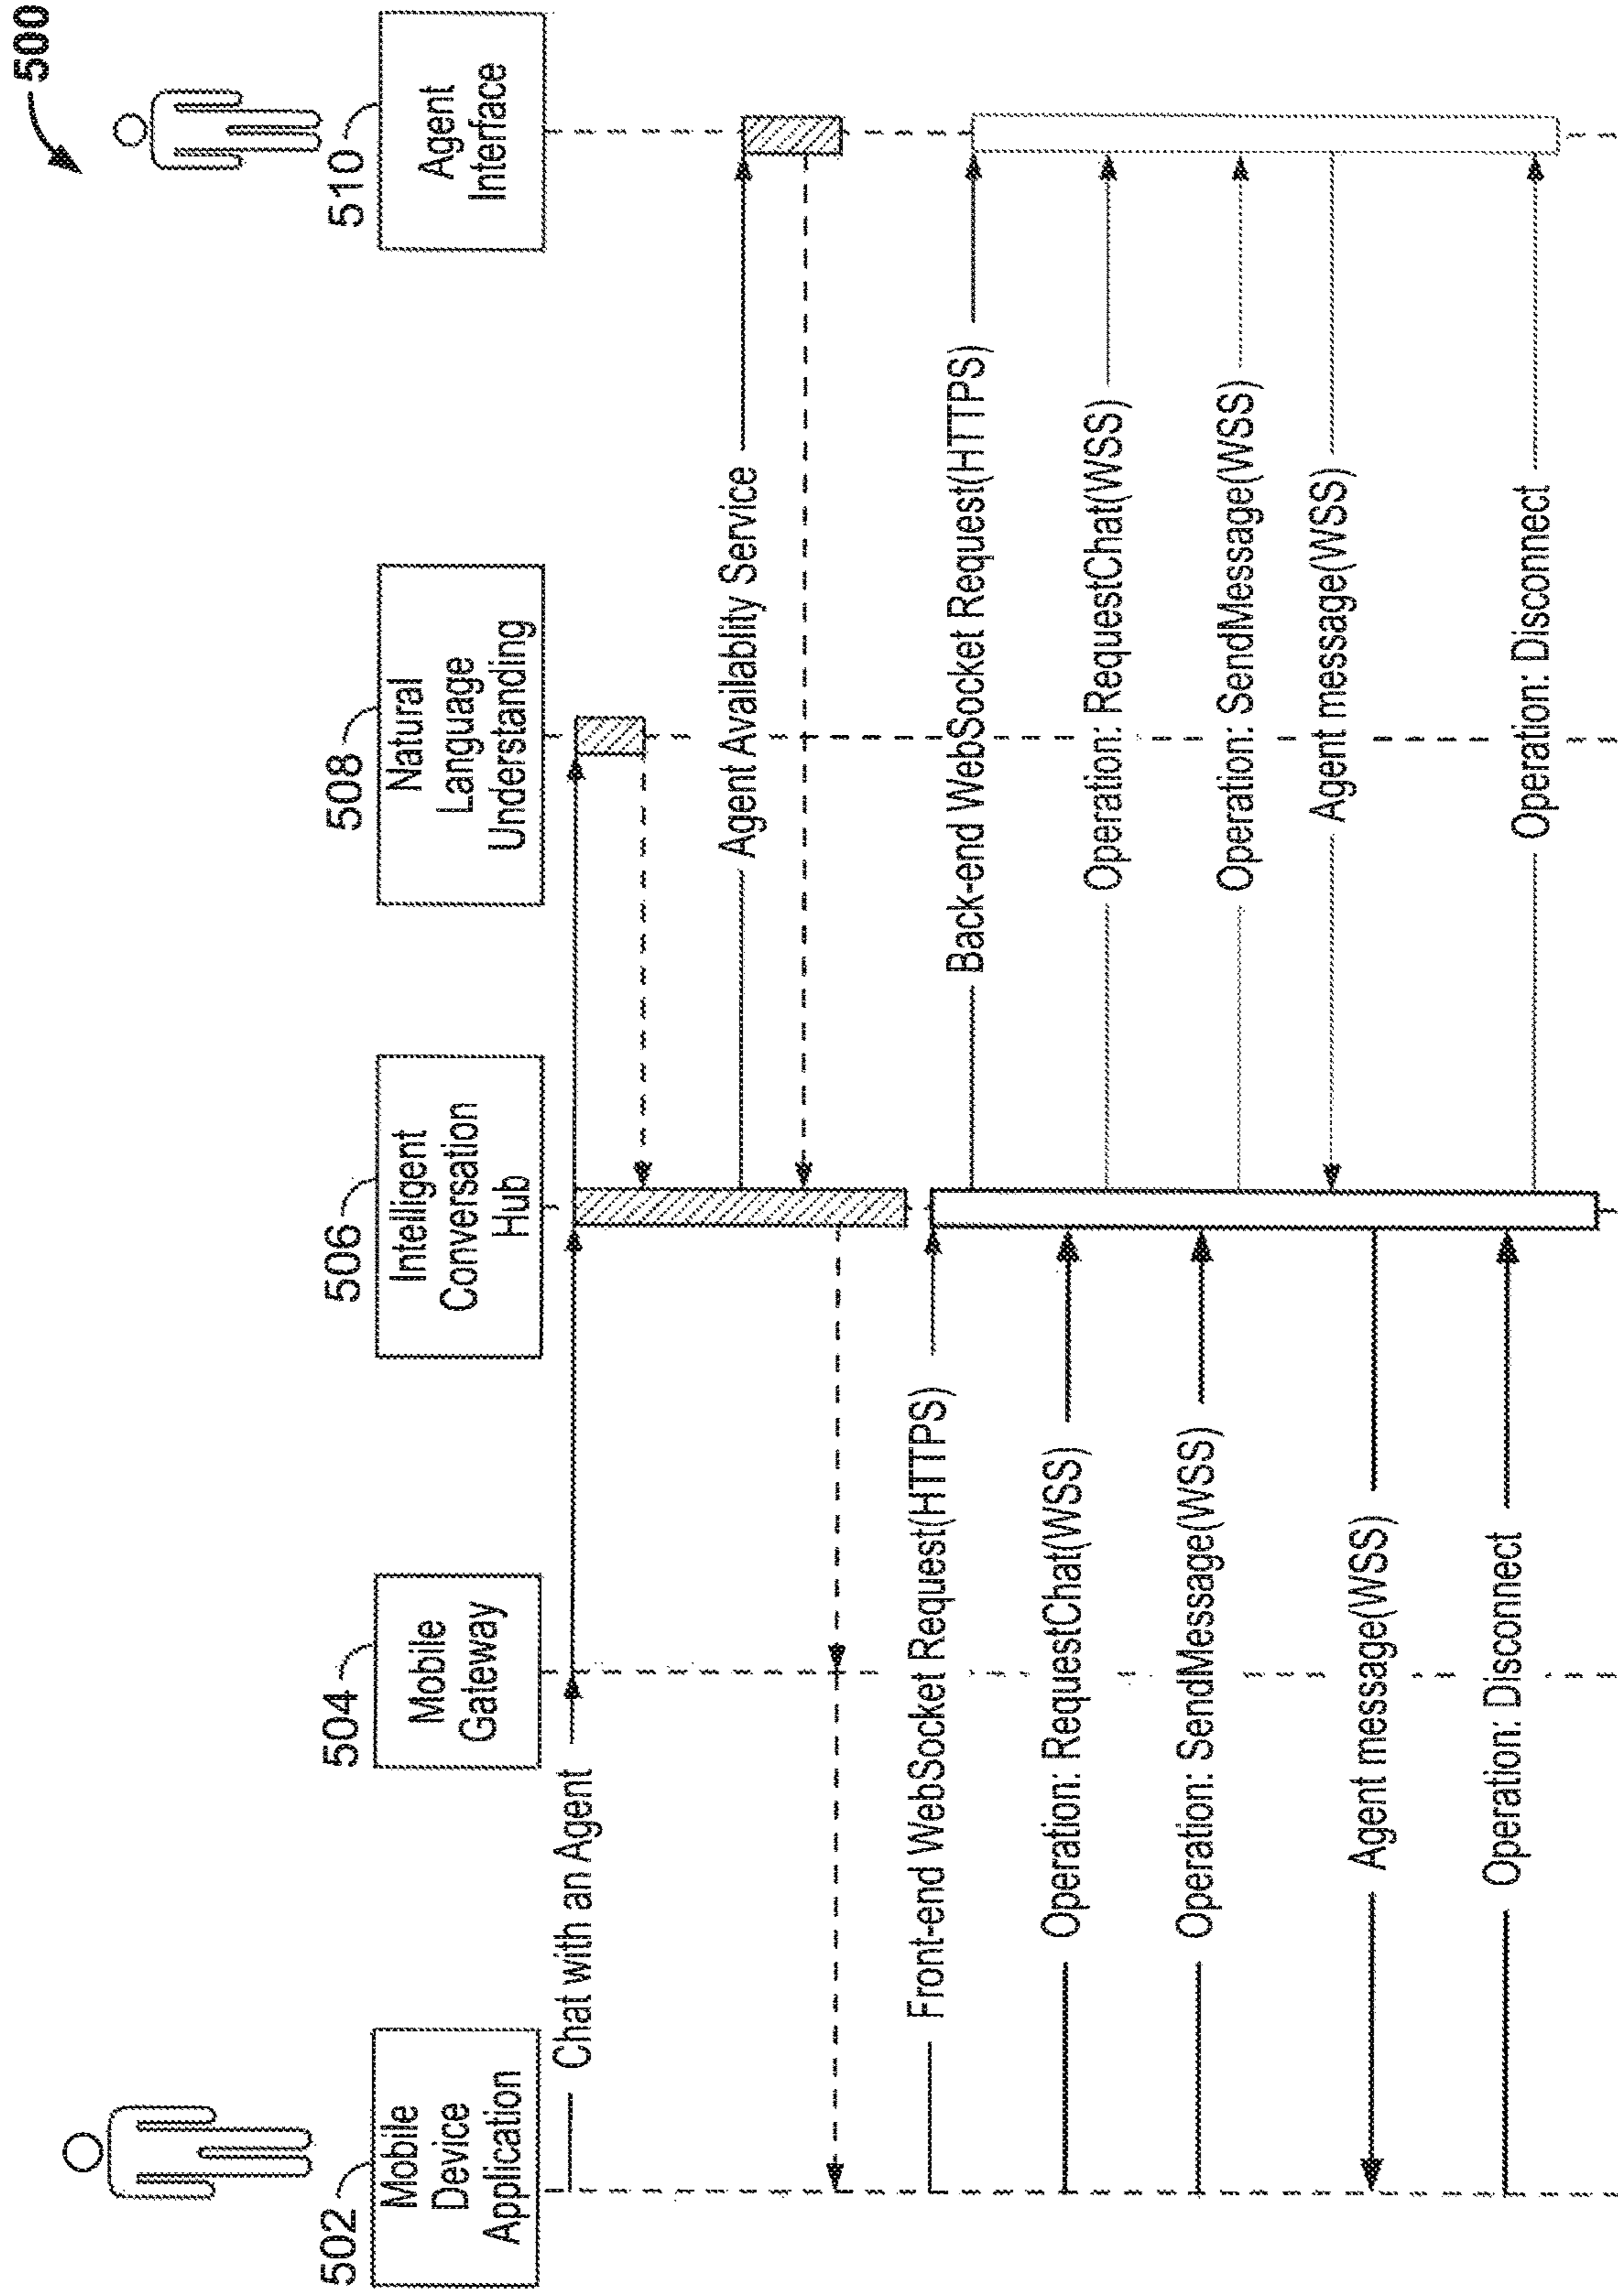 500
502
Mobile
Device
Application
504
Mobile
Gateway
506
Intelligent
Conversation
Hub
508
Natural
Language
Understanding
510
Agent
Interface
Chat with an Agent
Agent Availablity Service
Front-end WebSocket Request(HTTPS)
Back-end WebSocket Request(HTTPS)
Operation: RequestChat(WSS)
Operation: RequestChat(WSS)
Operation: SendMessage(WSS)
Operation: SendMessage(WSS)
Agent message(WSS)
Agent message(WSS)
Operation: Disconnect
Operation: Disconnect